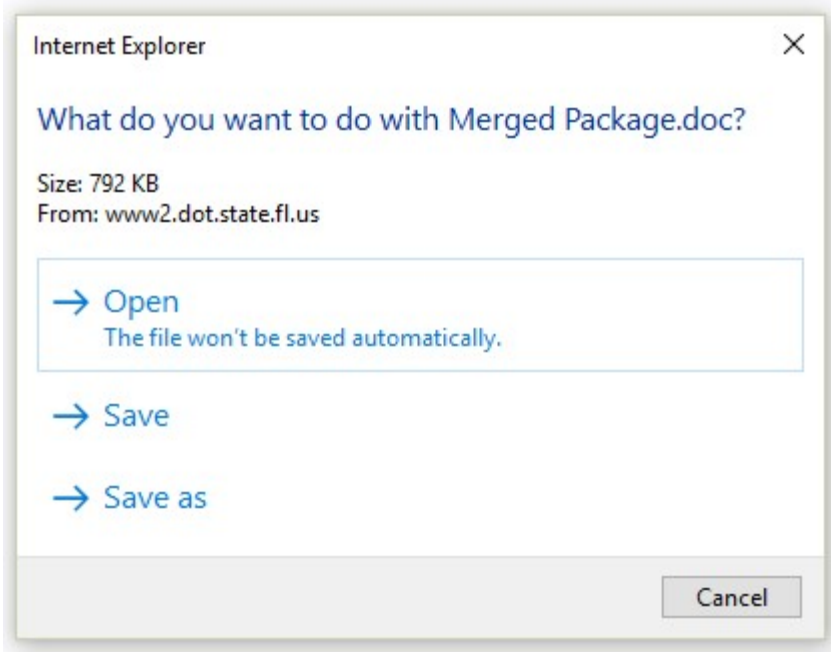 Internet Explorer
What do you want to do with Merged Package.doc?
Size: 792 KB
From: www2.dot.state.fl.us
Open
The file won't be saved automatically.
Save
Save as
Cancel